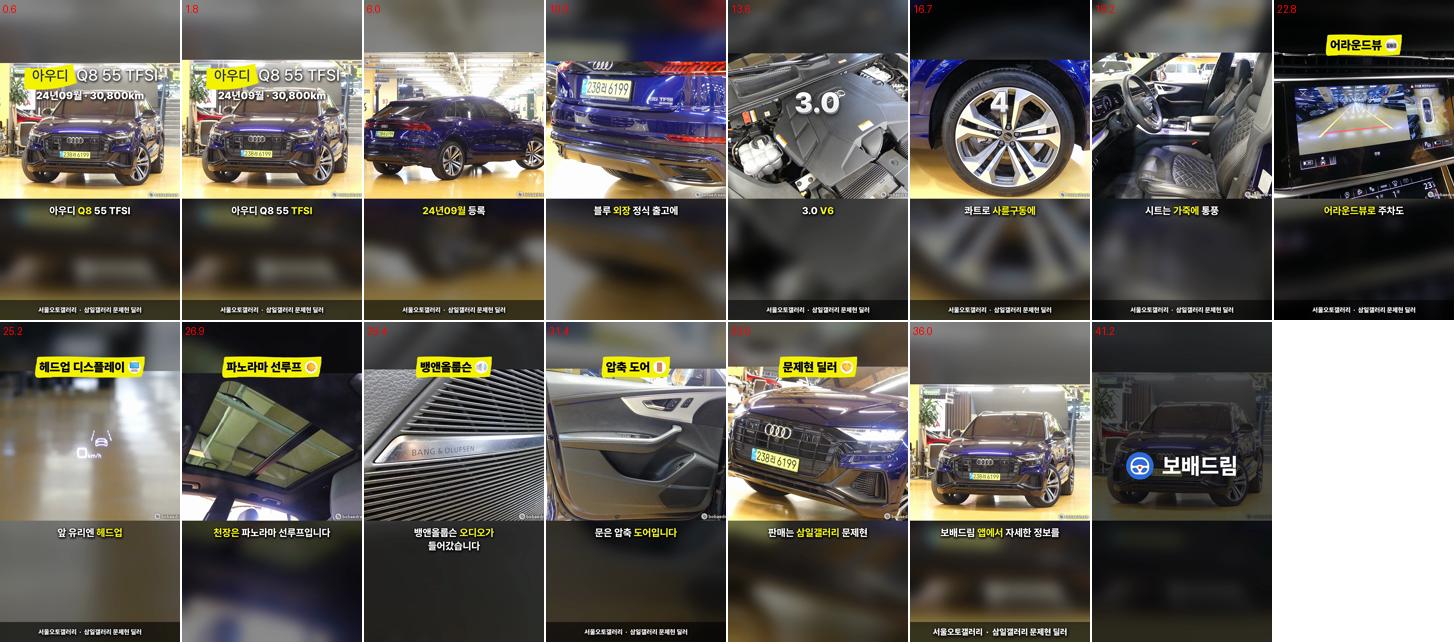 0.6
아우디 Q8 55 TFSI
24년09월 · 30,800km
238러 6199
아우디 Q8 55 TFSI
서울오토갤러리 · 삼일갤러리 문제현 딜러
1.8
아우디 Q8 55 TFSI
24년09월 · 30,800km
238러 6199
아우디 Q8 55 TFSI
서울오토갤러리 · 삼일갤러리 문제현 딜러
6.0
24년09월 등록
서울오토갤러리 · 삼일갤러리 문제현 딜러
238러 6199
블루 외장 정식 출고에
서울오토갤러리 · 삼일갤러리 문제현 딜러
13.6
3.0
3.0 V6
서울오토갤러리 · 삼일갤러리 문제현 딜러
16.7
4
콰트로 사륜구동에
서울오토갤러리 · 삼일갤러리 문제현 딜러
시트는 가죽에 통풍
서울오토갤러리 · 삼일갤러리 문제현 딜러
22.8
어라운드뷰
어라운드뷰로 주차도
서울오토갤러리 · 삼일갤러리 문제현 딜러
25.2
헤드업 디스플레이
0 km/h
앞 유리엔 헤드업
서울오토갤러리 · 삼일갤러리 문제현 딜러
26.9
파노라마 선루프
천장은 파노라마 선루프입니다
서울오토갤러리 · 삼일갤러리 문제현 딜러
뱅앤올룹슨
BANG & OLUFSEN
뱅앤올룹슨 오디오가
들어갔습니다
서울오토갤러리 · 삼일갤러리 문제현 딜러
31.4
압축 도어
문은 압축 도어입니다
서울오토갤러리 · 삼일갤러리 문제현 딜러
문제현 딜러
238러 6199
판매는 삼일갤러리 문제현
서울오토갤러리 · 삼일갤러리 문제현 딜러
36.0
238러 6199
보배드림 앱에서 자세한 정보를
서울오토갤러리 · 삼일갤러리 문제현 딜러
41.2
보배드림